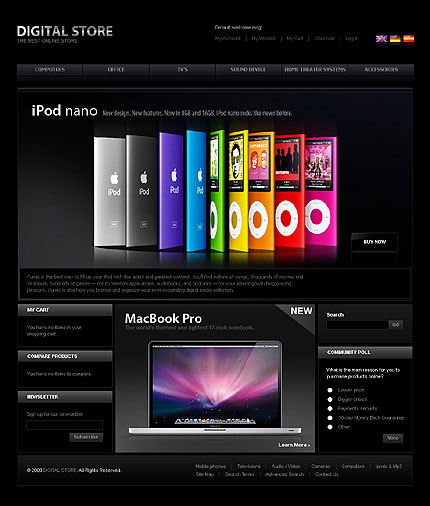 DIGITAL STORE
THE BEST ONLINE STORE
Default welcome msg!
My Account | My Wishlist | My Cart | Checkout | Log In
COMPUTERS OFFICE TV'S SOUND DEVICE HOME THEATER SYSTEMS ACCESSORIES
iPod nano New design. New features. Now in 8GB and 16GB. iPod nano rocks like never before.
iPod iPod iPod iPod
BUY NOW
iTunes is the best way to fill up your iPod with the latest and greatest content. You'll find millions of songs, thousands of movies and
TV shows, hundreds of games — not to mention applications, audiobooks, and podcasts — for your listening/watching/playing
pleasure. iTunes is also how you browse and organize your ever-expanding digital media collection.
MY CART
You have no items in your
shopping cart.
COMPARE PRODUCTS
You have no items to compare.
NEWSLETTER
Sign up for our newsletter
Subscribe
NEW
MacBook Pro
The world's thinnest and lightest 17-inch notebook.
Learn More
Search
GO
COMMUNITY POLL
What is the main reason for you to
purchase products online?
Lower price
Bigger choice
Payments security
30-day Money Back Guarantee
Other
Vote
© 2009 DIGITAL STORE. All Rights Reserved.
Mobile phones | Televisions | Audio / Video | Cameras | Computers | Ipods & Mp3
Site Map | Search Terms | Advanced Search | Contact Us